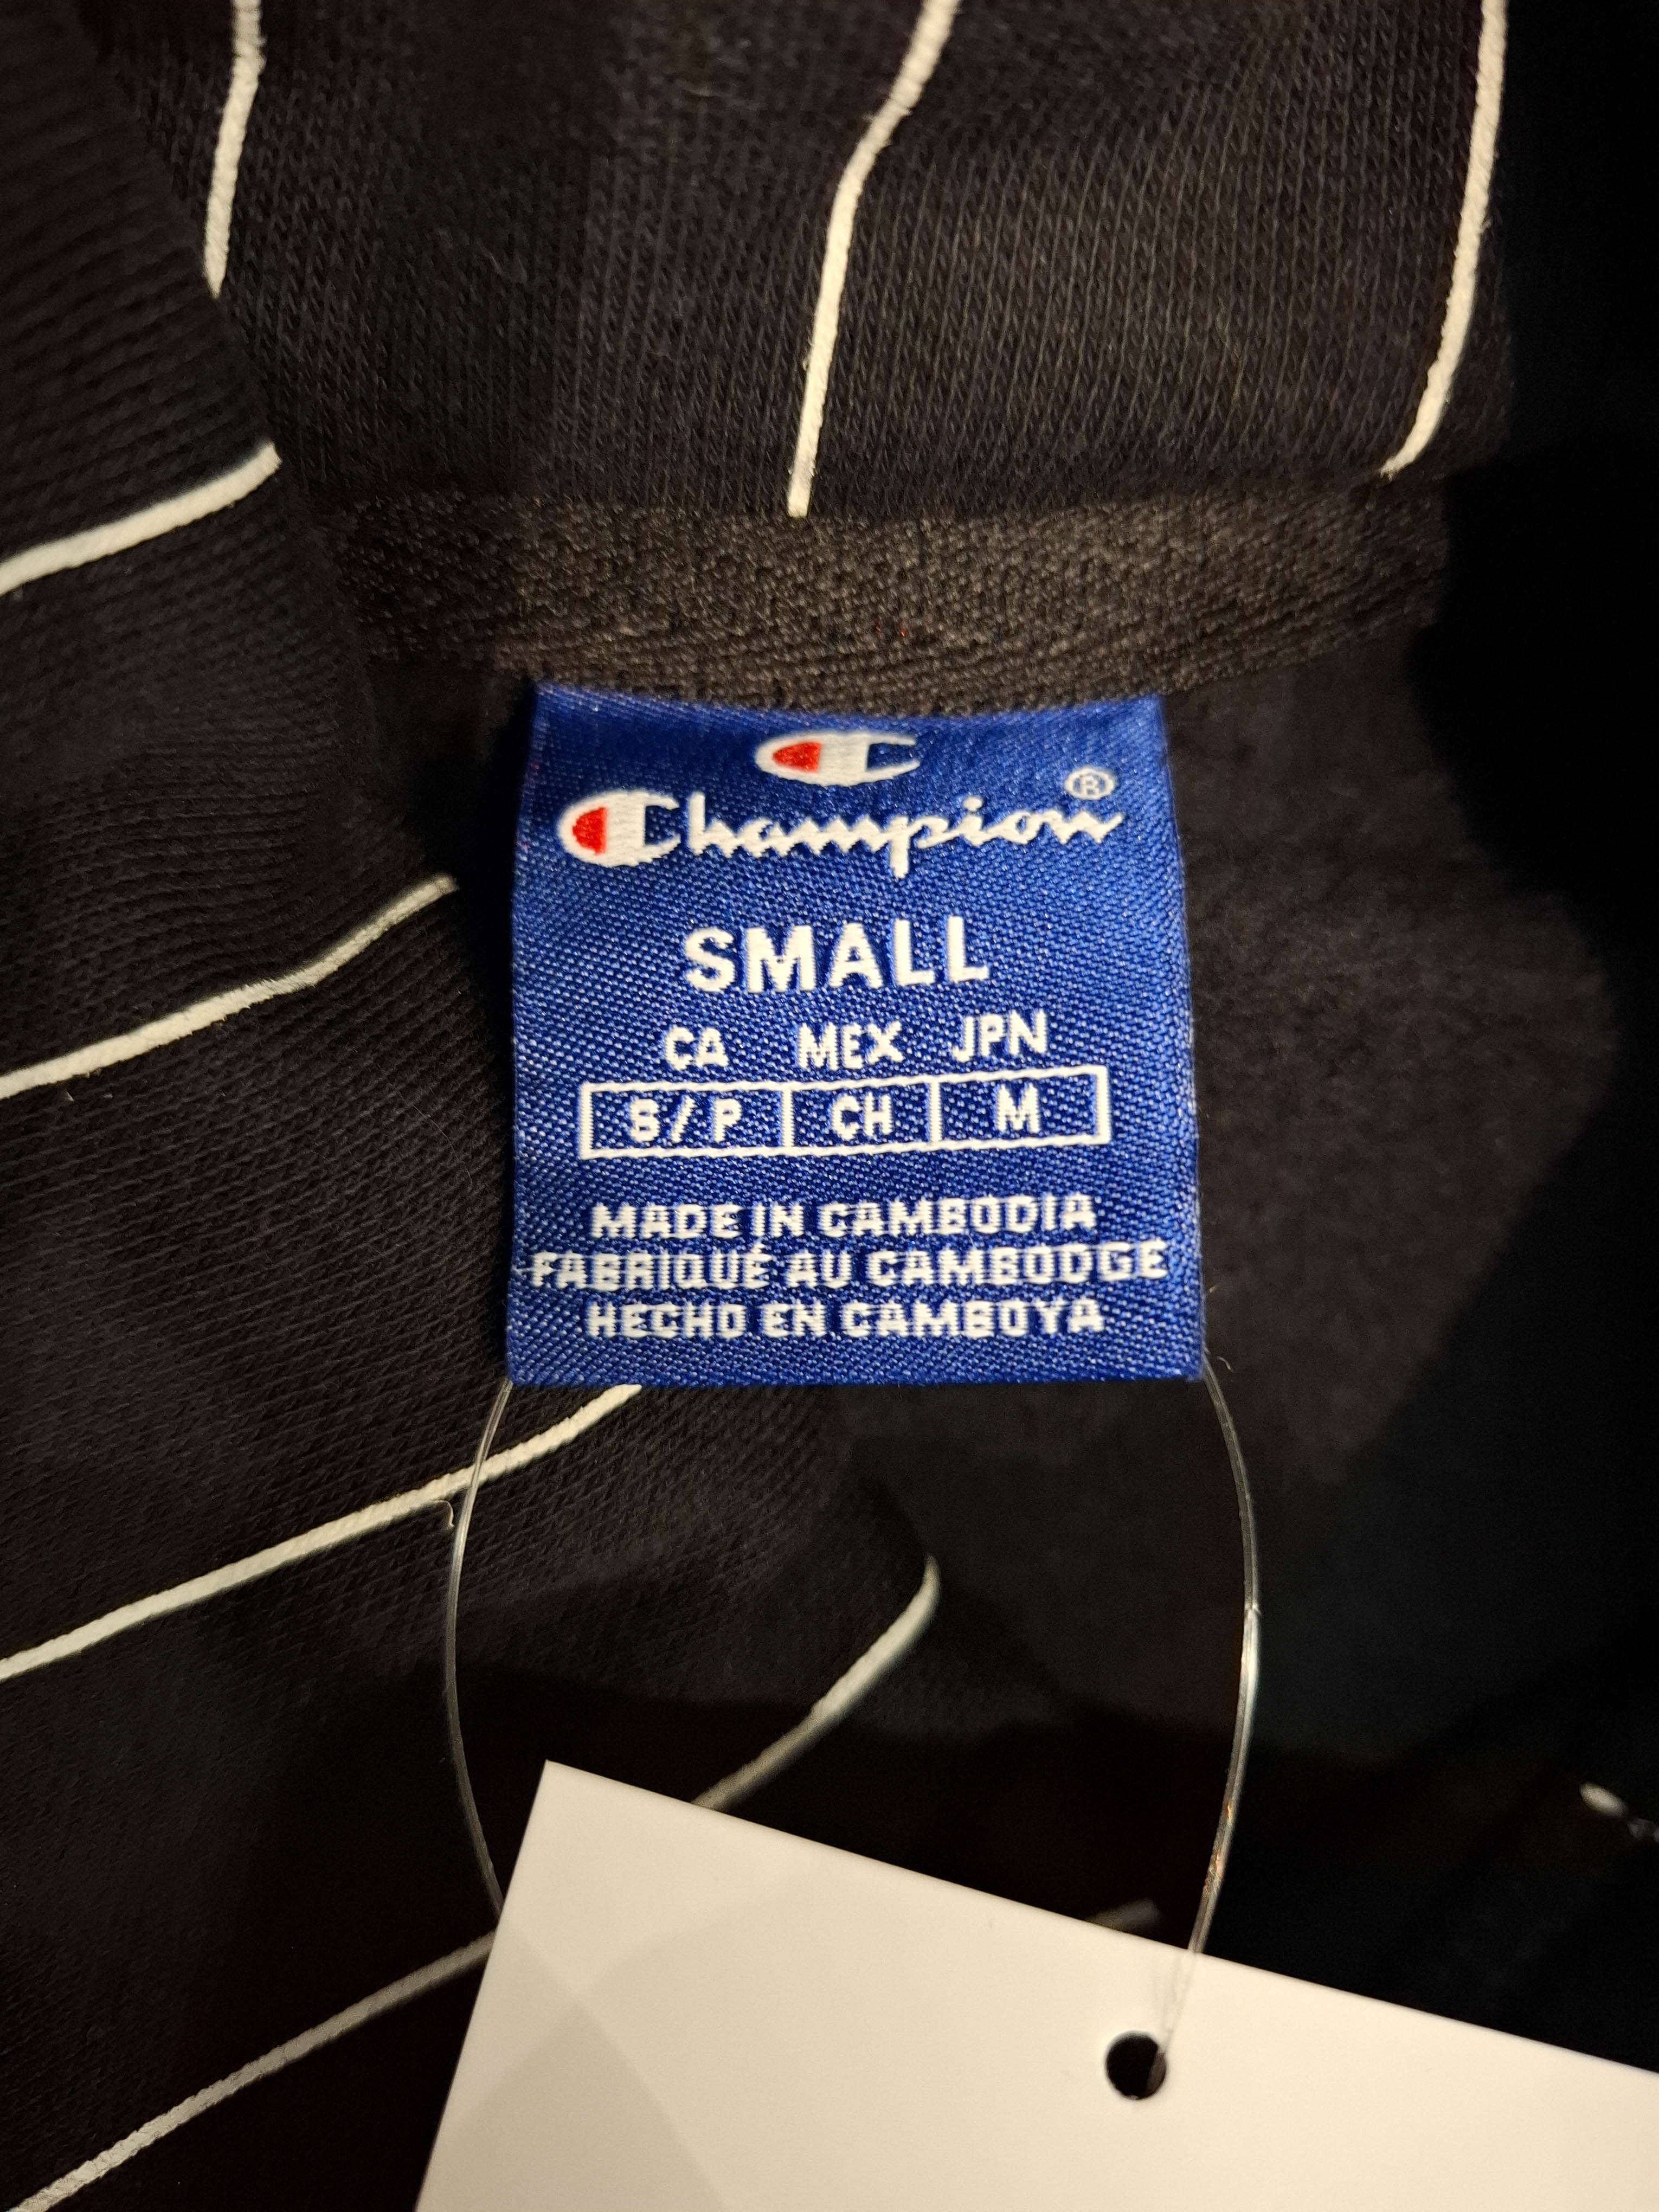 Champion®
SMALL
CA MEX JPN
S/P CH M
MADE IN CAMBODIA
FABRIQUÉ AU CAMBODGE
HECHO EN CAMBOYA